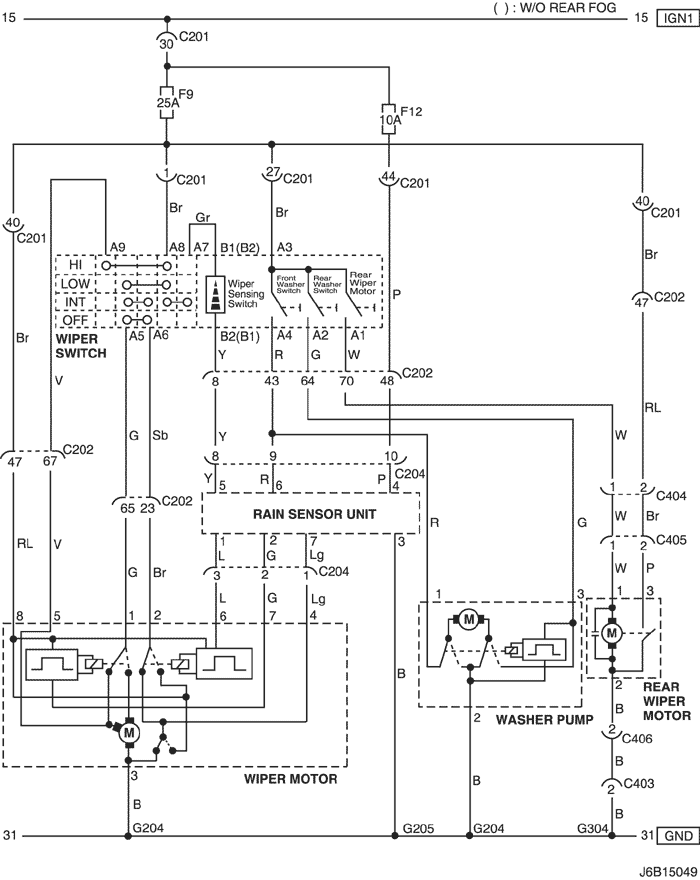 ( ) : W/O REAR FOG
15 15 IGN1
30 C201
F9
25A
F12
10A
1 C201 27 C201 44 C201
40 C201
40 C201
Br Gr Br
A9 A8 A7 B1(B2) A3
Br
HI
LOW
INT
OFF
Wiper
Sensing
Switch
Front
Washer
Switch
Rear
Washer
Switch
Rear
Wiper
Motor
P
47 C202
WIPER
SWITCH
A5 A6 B2(B1) A4 A2 A1
Br Y R G W
V
8 43 64 70 48 C202
RL
G Sb Y W
47 67 C202
8 9 10 C204
Y R P
5 6 4
1 2 C404
65 23 C202
RAIN SENSOR UNIT
R G
W Br
1 2 7 3
RL V L G Lg
1 2 C405
3 2 1 C204
G Br
W P
L G Lg
1 3
1 3
8 5 1 2 6 7 4
M
M
B
M
2
REAR
WIPER
MOTOR
2
WASHER PUMP
B
2 C406
WIPER MOTOR
3
B
B B
C403
2
B
31 G204 G205 G204 G304 31 GND
J6B15049